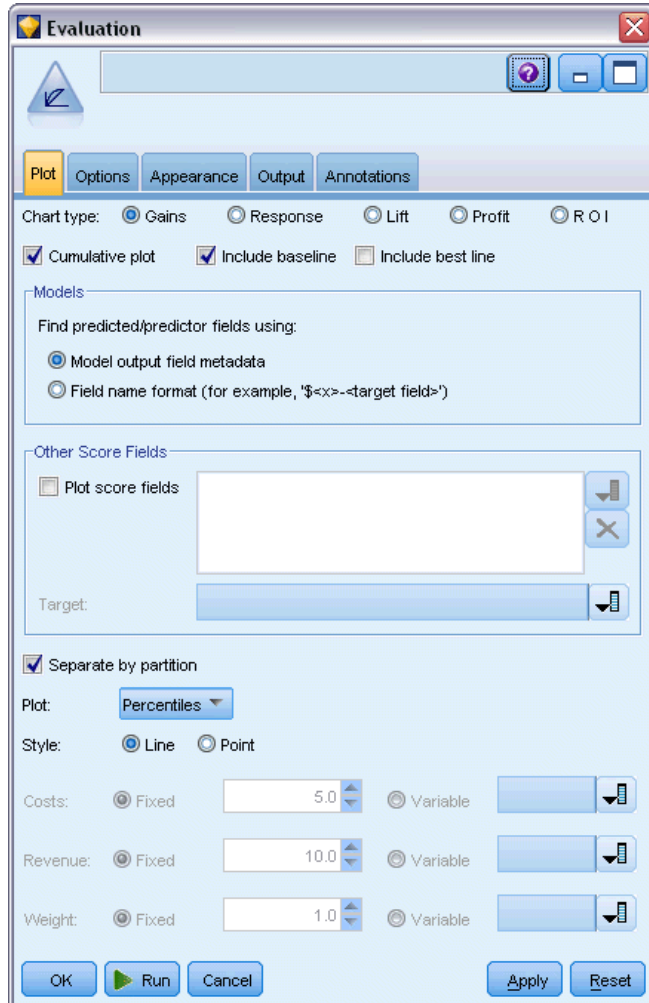 Evaluation
Plot Options Appearance Output Annotations
Chart type: Gains Response Lift Profit R O I
Cumulative plot Include baseline Include best line
Models
Find predicted/predictor fields using:
Model output field metadata
Field name format (for example, '$<x>-<target field>')
Other Score Fields
Plot score fields
Target:
Separate by partition
Plot: Percentiles
Style: Line Point
Costs: Fixed 5.0 Variable
Revenue: Fixed 10.0 Variable
Weight: Fixed 1.0 Variable
OK Run Cancel Apply Reset